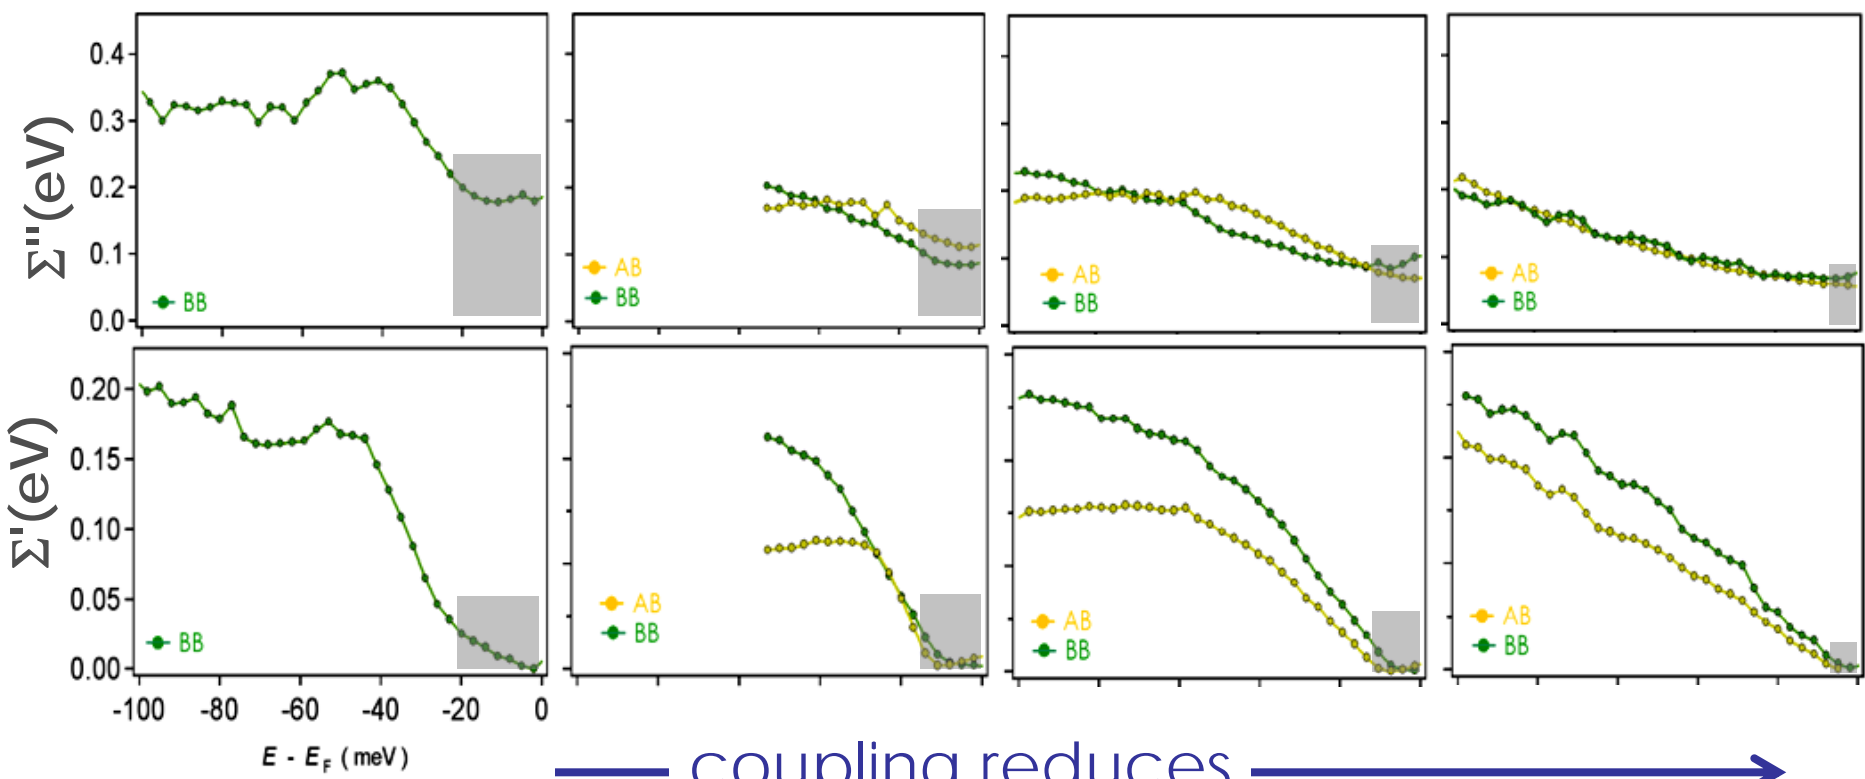 Σ''(eV)
0.4
0.3
0.2
0.1
0.0
BB
AB
BB
AB
BB
AB
BB
Σ'(eV)
0.20
0.15
0.10
0.05
0.00
BB
AB
BB
AB
BB
AB
BB
-100 -80 -60 -40 -20 0
E - E_F (meV)
coupling reduces